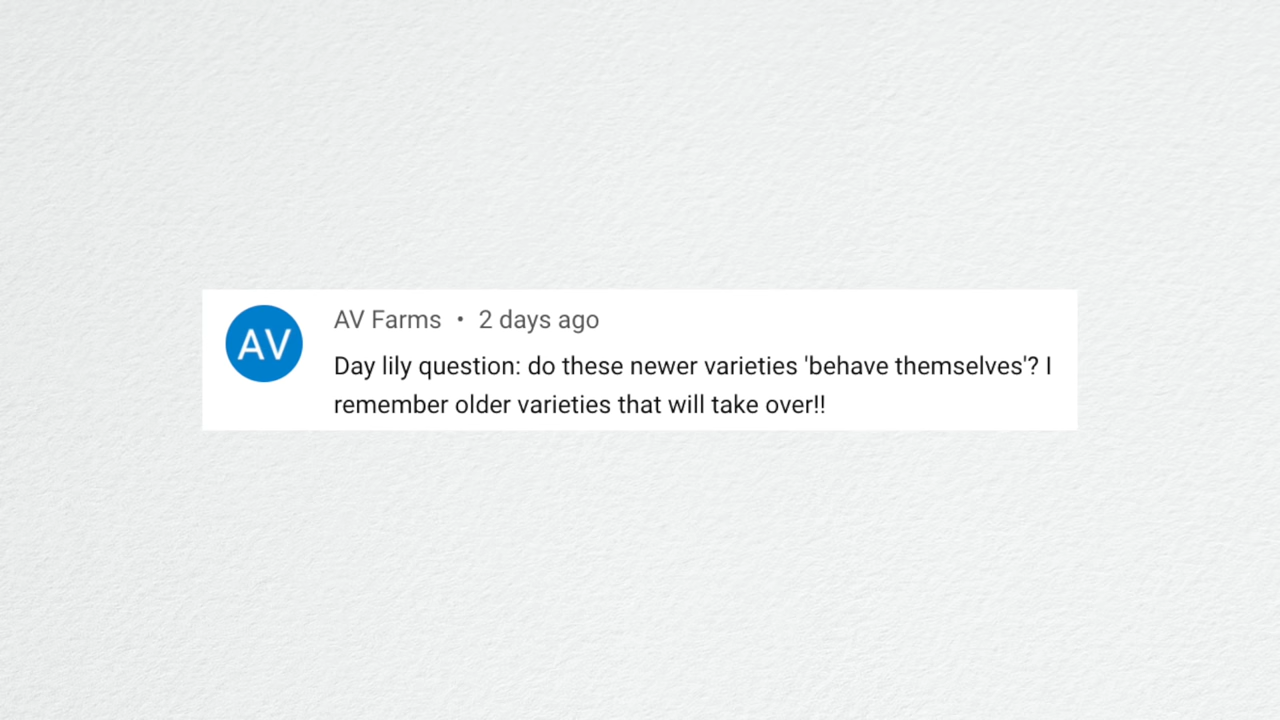 AV
AV Farms • 2 days ago
Day lily question: do these newer varieties 'behave themselves'? I
remember older varieties that will take over!!